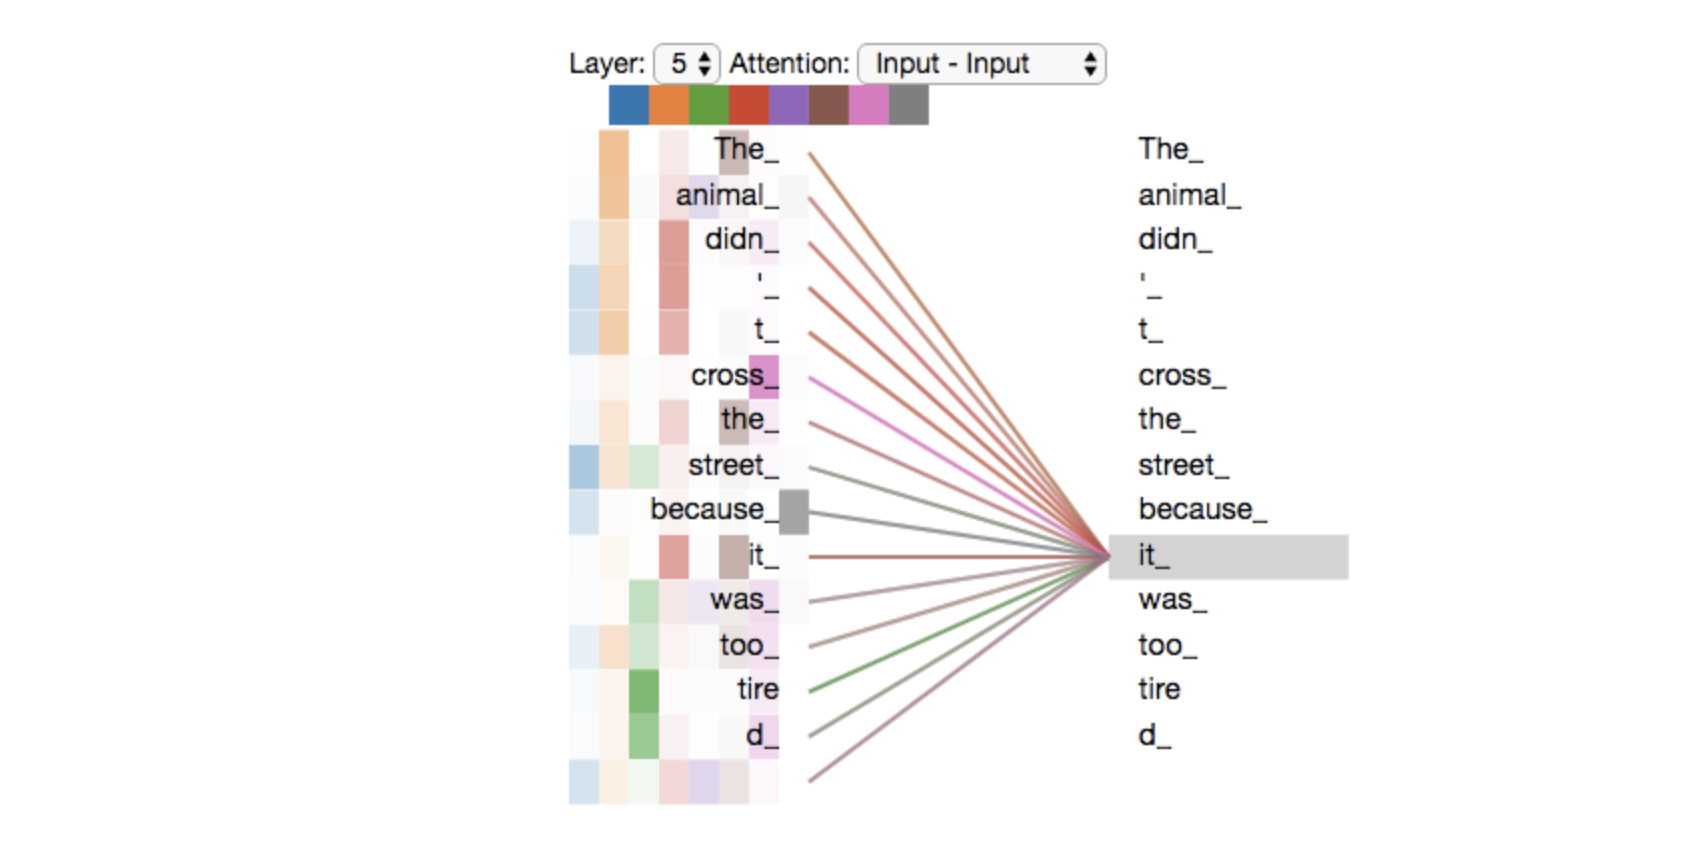 Layer: 5 Attention: Input - Input
The_ The_
animal_ animal_
didn_ didn_
'_ '_
t_ t_
cross_ cross_
the_ the_
street_ street_
because_ because_
it_ it_
was_ was_
too_ too_
tire tire
d_ d_